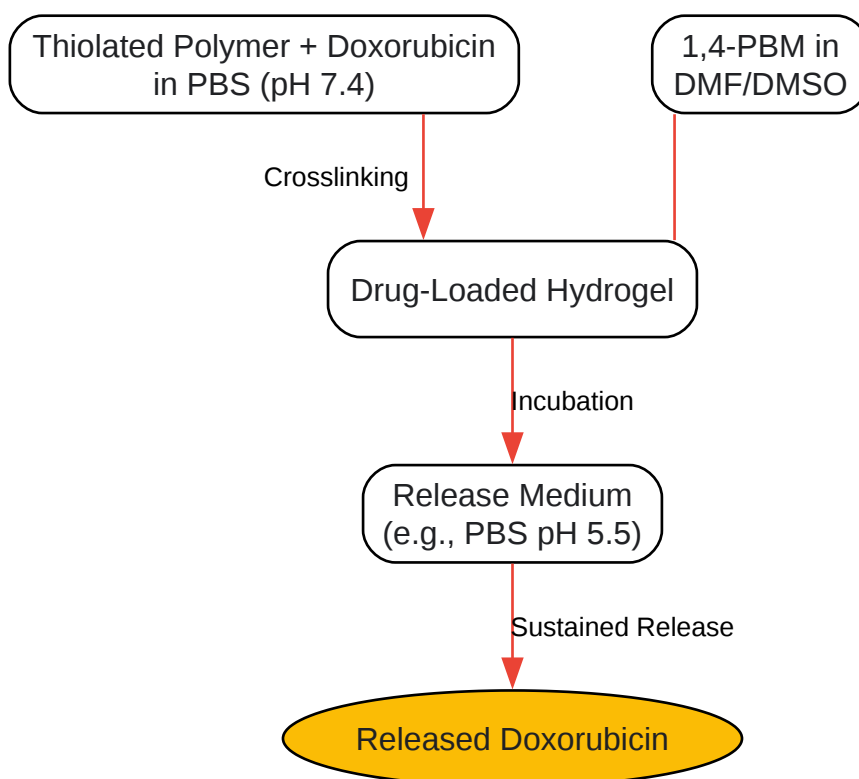 Thiolated Polymer + Doxorubicin
in PBS (pH 7.4)
1,4-PBM in
DMF/DMSO
Crosslinking
Drug-Loaded Hydrogel
Incubation
Release Medium
(e.g., PBS pH 5.5)
Sustained Release
Released Doxorubicin